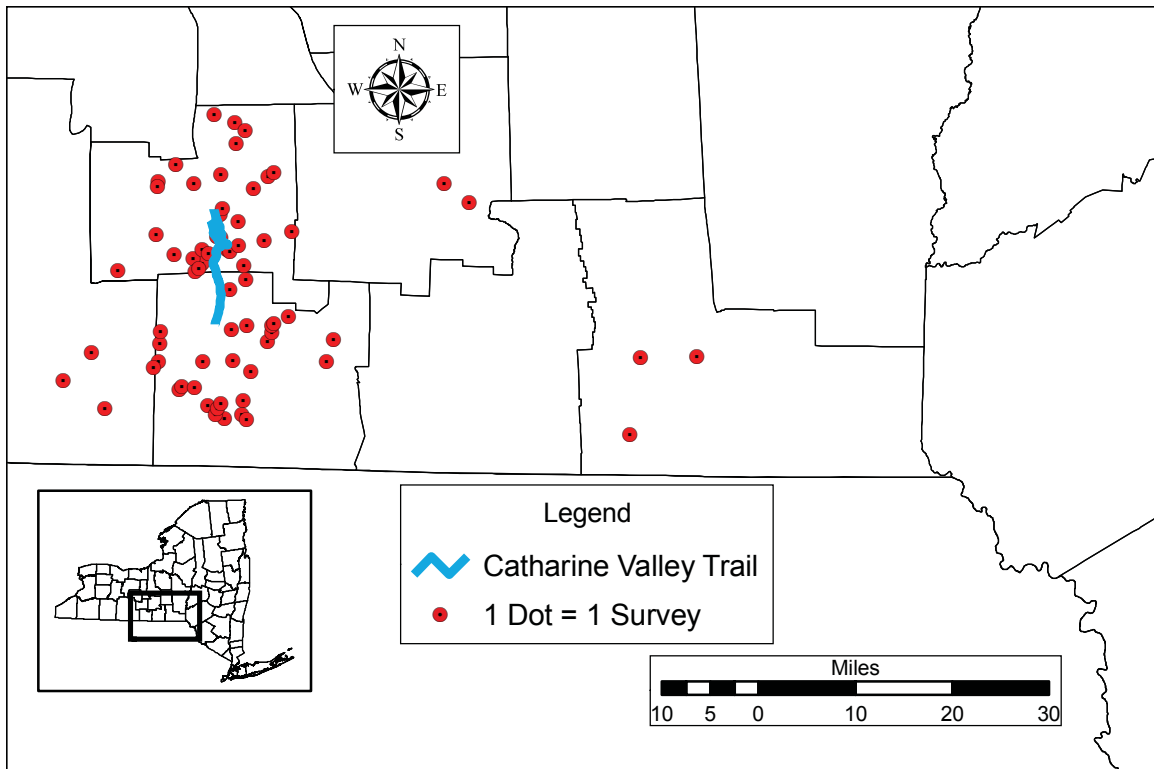 N
W E
S
Legend
Catharine Valley Trail
1 Dot = 1 Survey
Miles
10 5 0 10 20 30